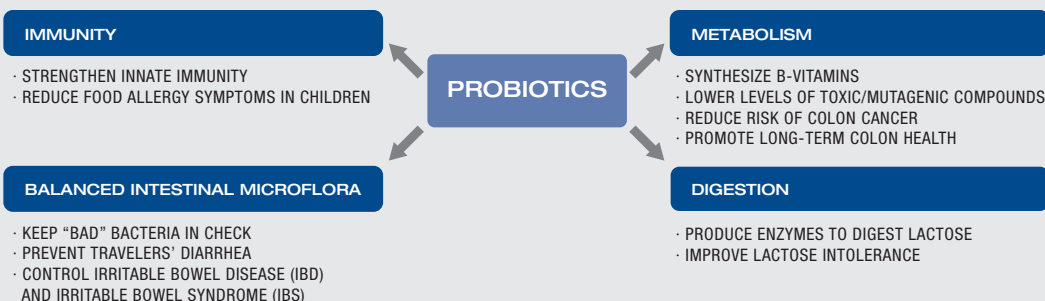 IMMUNITY
· STRENGTHEN INNATE IMMUNITY
· REDUCE FOOD ALLERGY SYMPTOMS IN CHILDREN
PROBIOTICS
METABOLISM
· SYNTHESIZE B-VITAMINS
· LOWER LEVELS OF TOXIC/MUTAGENIC COMPOUNDS
· REDUCE RISK OF COLON CANCER
· PROMOTE LONG-TERM COLON HEALTH
BALANCED INTESTINAL MICROFLORA
· KEEP “BAD” BACTERIA IN CHECK
· PREVENT TRAVELERS’ DIARRHEA
· CONTROL IRRITABLE BOWEL DISEASE (IBD)
AND IRRITABLE BOWEL SYNDROME (IBS)
DIGESTION
· PRODUCE ENZYMES TO DIGEST LACTOSE
· IMPROVE LACTOSE INTOLERANCE